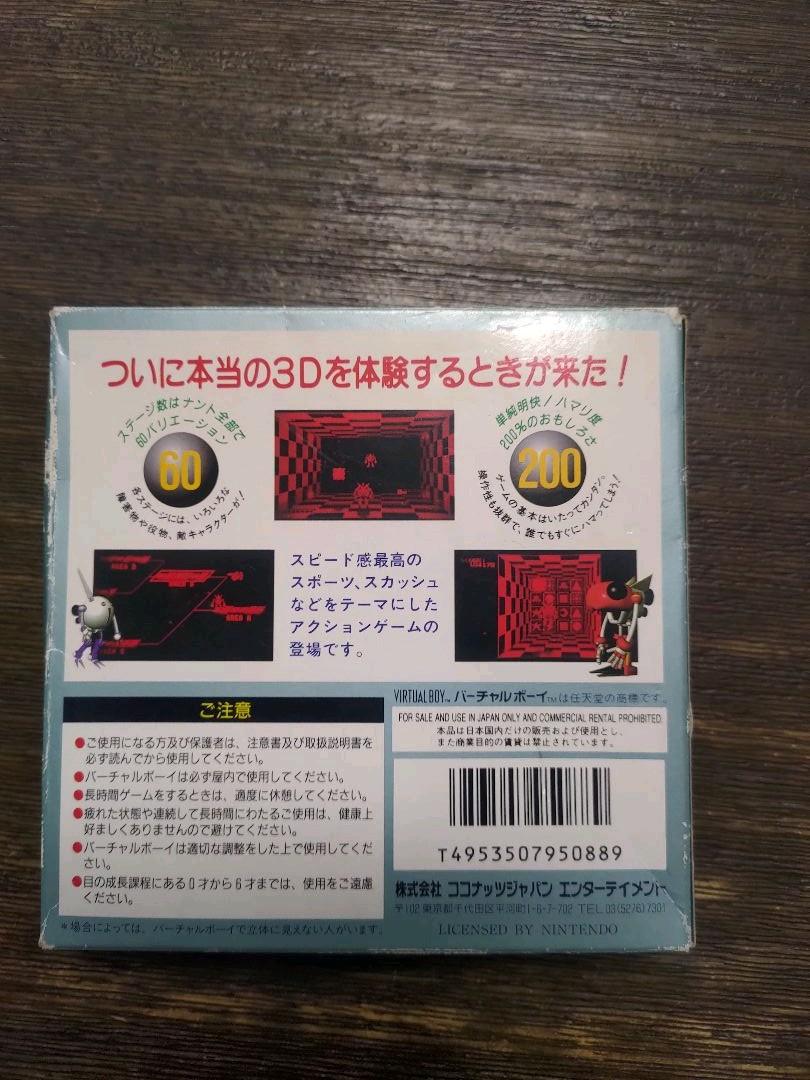 ついに本当の3Dを体験するときが来た!
ステージ数はナント全部で
60バリエーション
60
各ステージには、いろいろな
障害物や役物、敵キャラクターが!
単純明快!ハマリ度
200%のおもしろさ
200
ゲームの基本はいたってカンタン。
操作性も抜群で、誰でもすぐにハマってしまう!
スピード感最高の
スポーツ、スカッシュ
などをテーマにした
アクションゲームの
登場です。
AREA A
ご注意
●ご使用になる方及び保護者は、注意書及び取扱説明書を
必ず読んでから使用してください。
●バーチャルボーイは必ず屋内で使用してください。
●長時間ゲームをするときは、適度に休憩してください。
●疲れた状態や連続して長時間にわたるご使用は、健康上
好ましくありませんので避けてください。
●バーチャルボーイは適切な調整をした上で使用してくだ
さい。
●目の成長課程にある0才から6才までは、使用をご遠慮
ください。
*場合によっては、バーチャルボーイで立体に見えない人がいます。
VIRTUAL BOY™ バーチャルボーイ™は任天堂の商標です。
FOR SALE AND USE IN JAPAN ONLY AND COMMERCIAL RENTAL PROHIBITED.
本品は日本国内だけの販売および使用とし、
また商業目的の賃貸は禁止されています。
T4953507950889
株式会社 ココナッツジャパン エンターテイメント
〒102 東京都千代田区平河町1-6-7-702 TEL 03(5276)7301
LICENSED BY NINTENDO